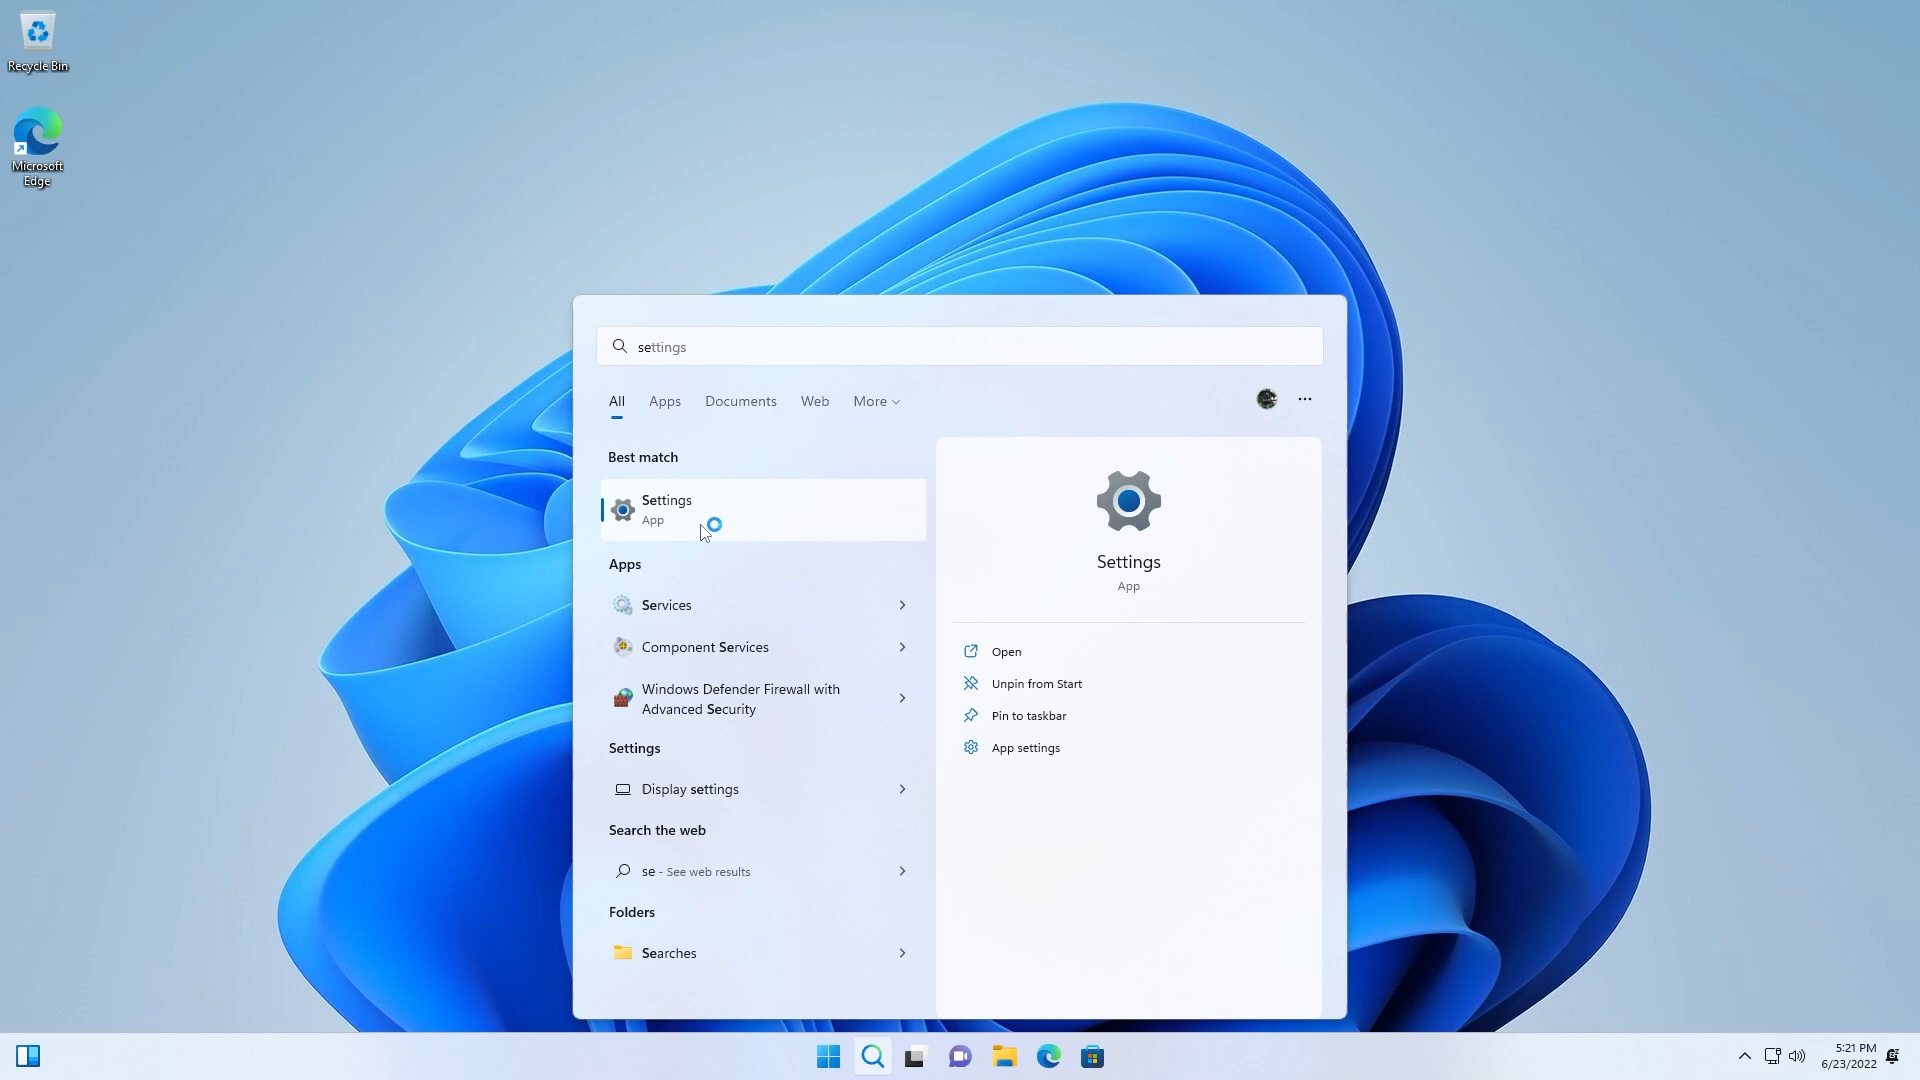 Recycle Bin
Microsoft
Edge
settings
All Apps Documents Web More
Best match
Settings
App
Apps
Services
Component Services
Windows Defender Firewall with
Advanced Security
Settings
Display settings
Search the web
se - See web results
Folders
Searches
Settings
App
Open
Unpin from Start
Pin to taskbar
App settings
5:21 PM
6/23/2022